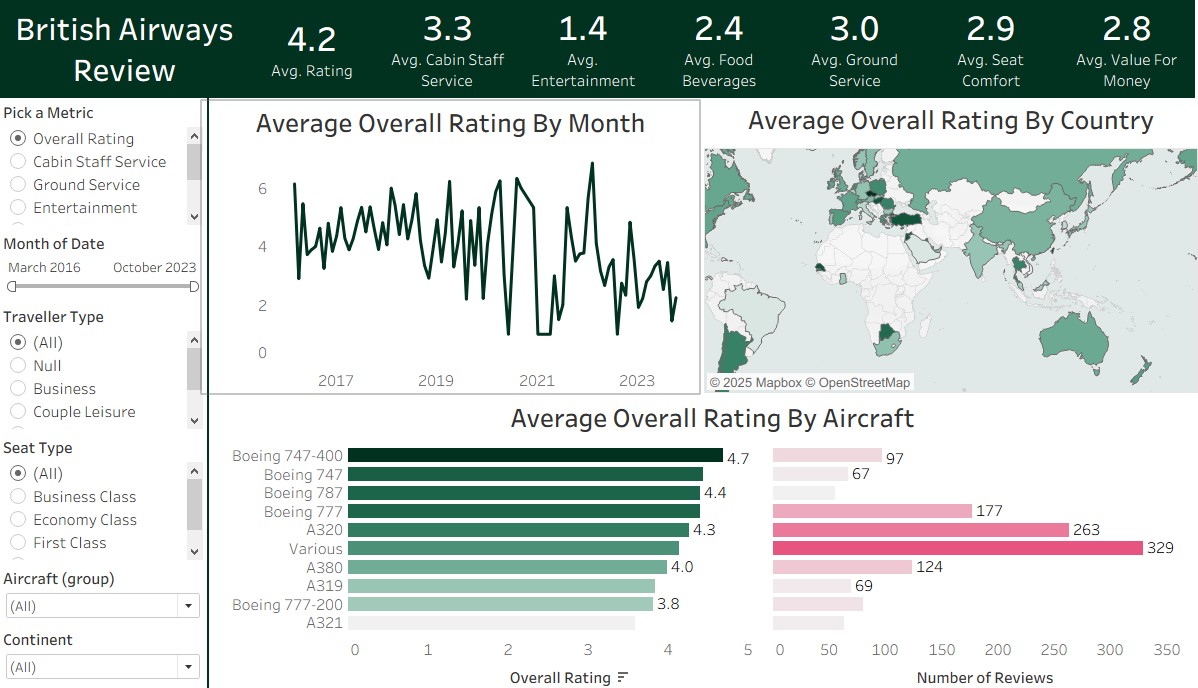 British Airways
Review
4.2
Avg. Rating
3.3
Avg. Cabin Staff
Service
1.4
Avg.
Entertainment
2.4
Avg. Food
Beverages
3.0
Avg. Ground
Service
2.9
Avg. Seat
Comfort
2.8
Avg. Value For
Money
Pick a Metric
Overall Rating
Cabin Staff Service
Ground Service
Entertainment
Month of Date
March 2016 October 2023
Traveller Type
(All)
Null
Business
Couple Leisure
Seat Type
(All)
Business Class
Economy Class
First Class
Aircraft (group)
(All)
Continent
(All)
Average Overall Rating By Month
6
4
2
0
2017 2019 2021 2023
Average Overall Rating By Country
© 2025 Mapbox © OpenStreetMap
Average Overall Rating By Aircraft
Boeing 747-400 4.7 97
Boeing 747 67
Boeing 787 4.4
Boeing 777 177
A320 4.3 263
Various 329
A380 4.0 124
A319 69
Boeing 777-200 3.8
A321
0 1 2 3 4 5 0 50 100 150 200 250 300 350
Overall Rating Number of Reviews